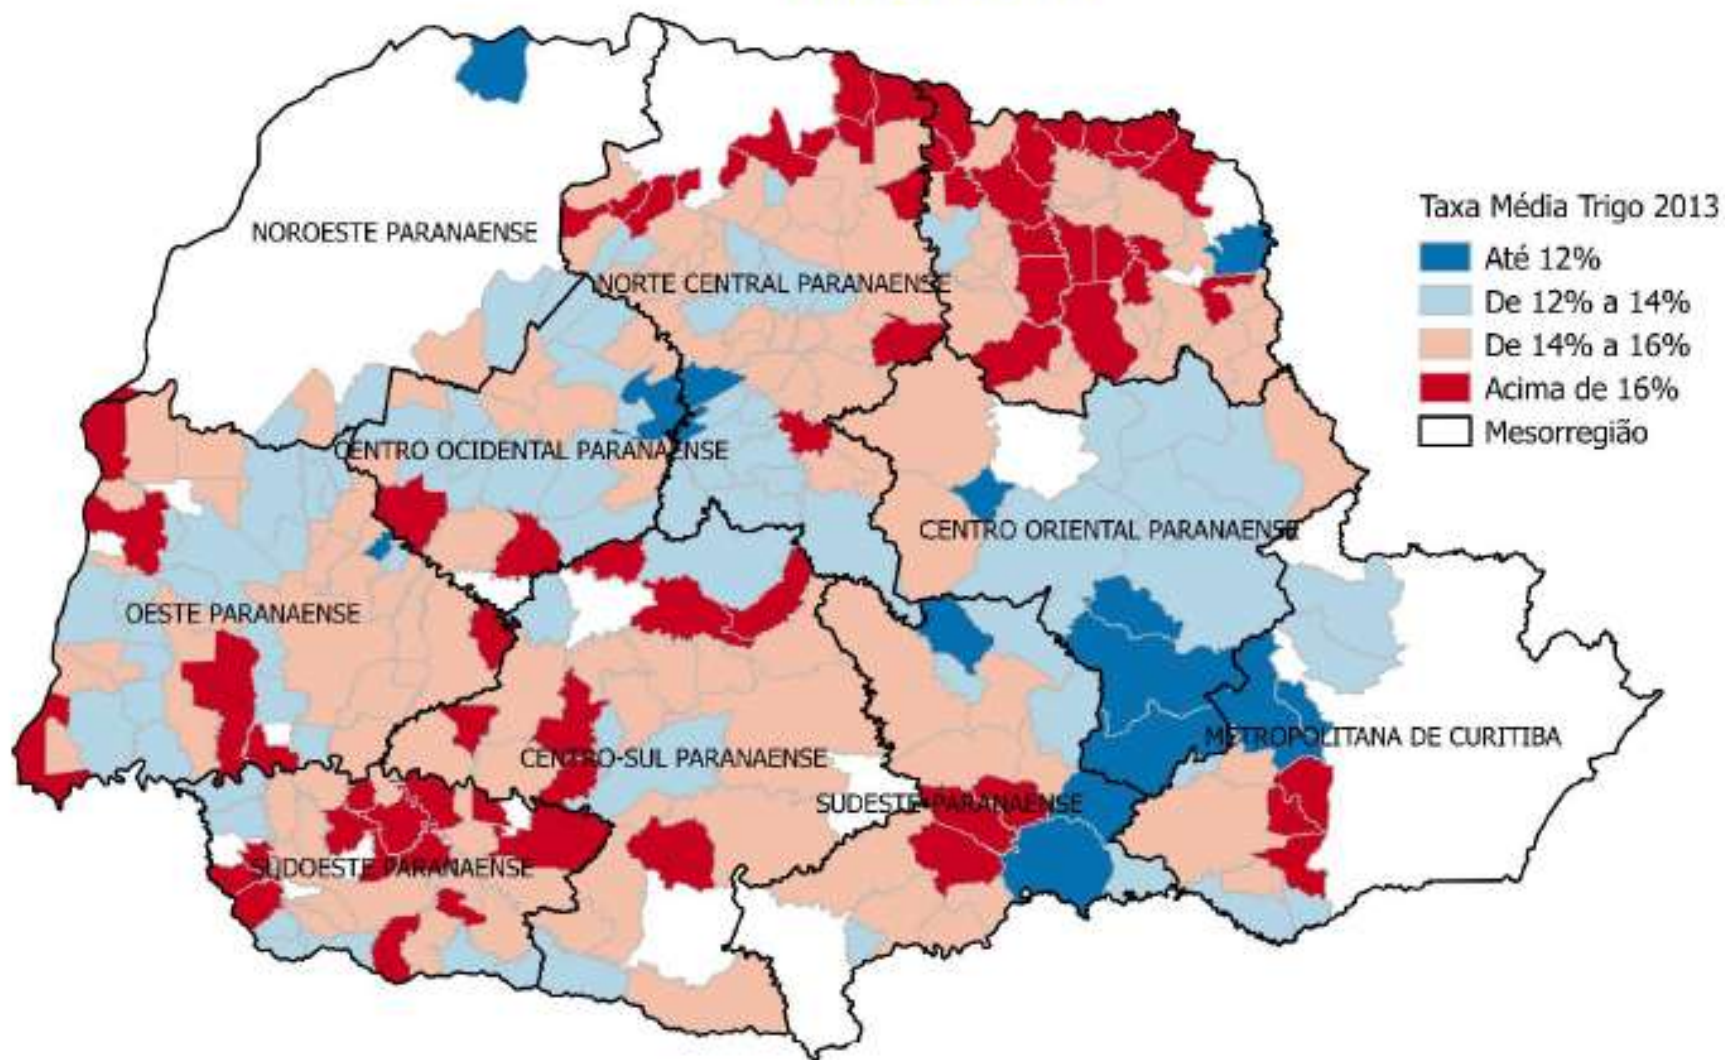 NOROESTE PARANAENSE
NORTE CENTRAL PARANAENSE
CENTRO OCIDENTAL PARANAENSE
CENTRO ORIENTAL PARANAENSE
OESTE PARANAENSE
METROPOLITANA DE CURITIBA
CENTRO-SUL PARANAENSE
SUDESTE PARANAENSE
SUDOESTE PARANAENSE
Taxa Média Trigo 2013
Até 12%
De 12% a 14%
De 14% a 16%
Acima de 16%
Mesorregião